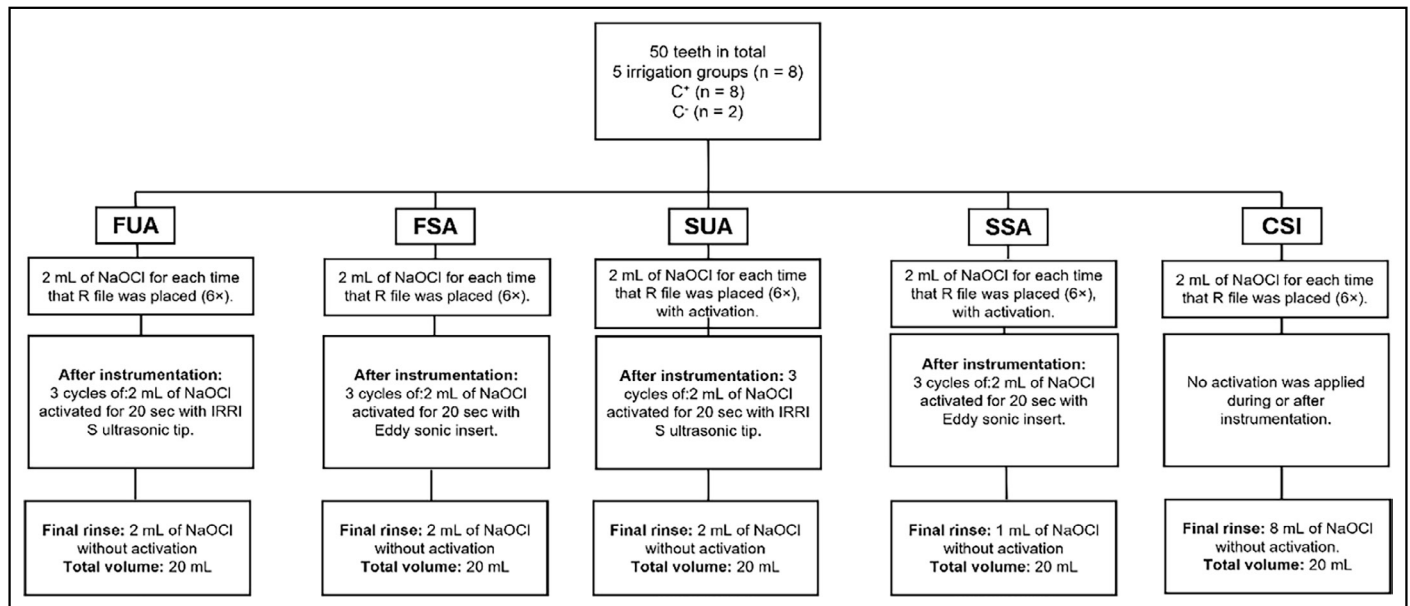 50 teeth in total
5 irrigation groups (n = 8)
C⁺ (n = 8)
C⁻ (n = 2)
FUA
2 mL of NaOCl for each time
that R file was placed (6×).
After instrumentation:
3 cycles of:2 mL of NaOCl
activated for 20 sec with IRRI
S ultrasonic tip.
Final rinse: 2 mL of NaOCl
without activation
Total volume: 20 mL
FSA
2 mL of NaOCl for each time
that R file was placed (6×).
After instrumentation:
3 cycles of:2 mL of NaOCl
activated for 20 sec with
Eddy sonic insert.
Final rinse: 2 mL of NaOCl
without activation
Total volume: 20 mL
SUA
2 mL of NaOCl for each time
that R file was placed (6×),
with activation.
After instrumentation: 3
cycles of:2 mL of NaOCl
activated for 20 sec with IRRI
S ultrasonic tip.
Final rinse: 2 mL of NaOCl
without activation
Total volume: 20 mL
SSA
2 mL of NaOCl for each time
that R file was placed (6×),
with activation.
After instrumentation:
3 cycles of:2 mL of NaOCl
activated for 20 sec with
Eddy sonic insert.
Final rinse: 1 mL of NaOCl
without activation
Total volume: 20 mL
CSI
2 mL of NaOCl for each time
that R file was placed (6×).
No activation was applied
during or after
instrumentation.
Final rinse: 8 mL of NaOCl
without activation.
Total volume: 20 mL